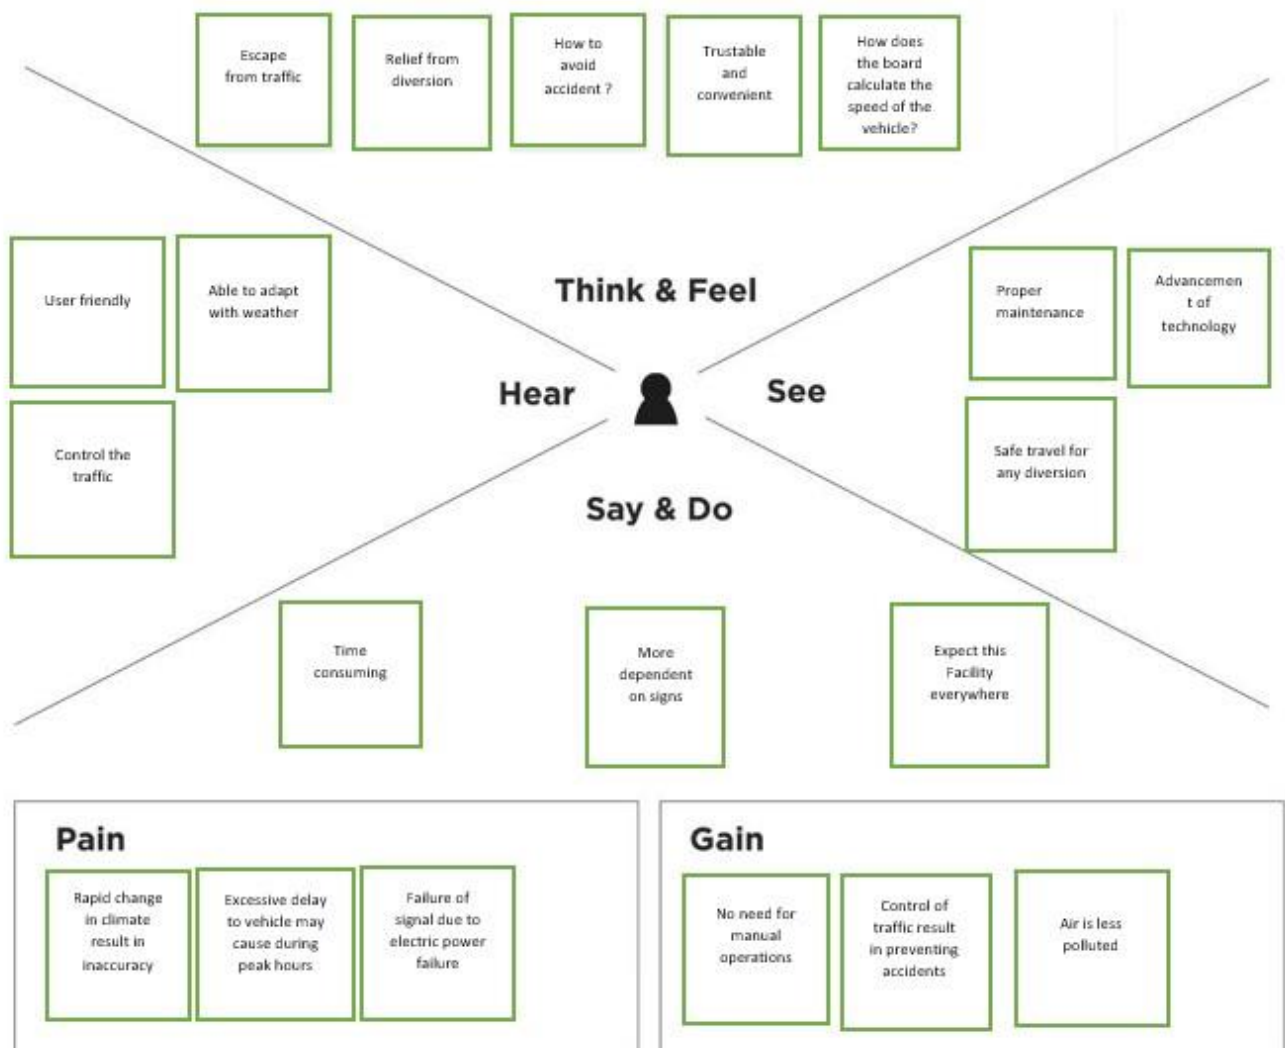 Escape
from traffic
Relief from
diversion
How to
avoid
accident ?
Trustable
and
convenient
How does
the board
calculate the
speed of the
vehicle?
Think & Feel
User friendly
Able to adapt
with weather
Control the
traffic
Hear
See
Proper
maintenance
Advancemen
t of
technology
Safe travel for
any diversion
Say & Do
Time
consuming
More
dependent
on signs
Expect this
Facility
everywhere
Pain
Rapid change
in climate
result in
inaccuracy
Excessive delay
to vehicle may
cause during
peak hours
Failure of
signal due to
electric power
failure
Gain
No need for
manual
operations
Control of
traffic result
in preventing
accidents
Air is less
polluted